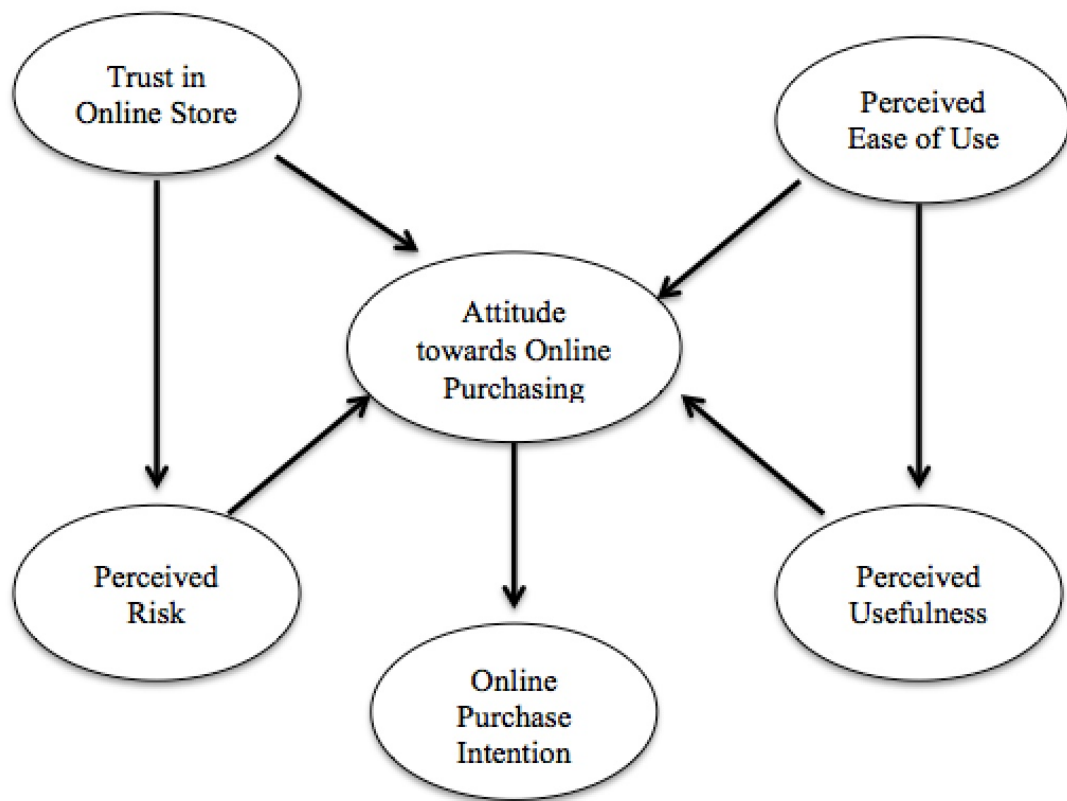 Trust in
Online Store
Perceived
Ease of Use
Attitude
towards Online
Purchasing
Perceived
Risk
Perceived
Usefulness
Online
Purchase
Intention